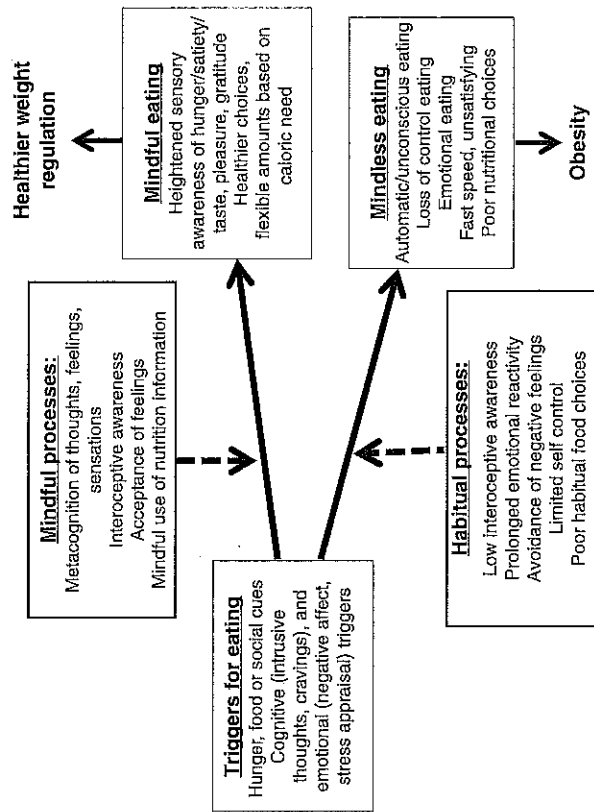 Triggers for eating
Hunger, food or social cues
Cognitive (intrusive
thoughts, cravings), and
emotional (negative affect,
stress appraisal) triggers
Mindful processes:
Metacognition of thoughts, feelings,
sensations
Interoceptive awareness
Acceptance of feelings
Mindful use of nutrition information
Habitual processes:
Low interoceptive awareness
Prolonged emotional reactivity
Avoidance of negative feelings
Limited self control
Poor habitual food choices
Healthier weight
regulation
Mindful eating
Heightened sensory
awareness of hunger/satiety/
taste, pleasure, gratitude
Healthier choices,
flexible amounts based on
caloric need
Mindless eating
Automatic/unconscious eating
Loss of control eating
Emotional eating
Fast speed, unsatisfying
Poor nutritional choices
Obesity